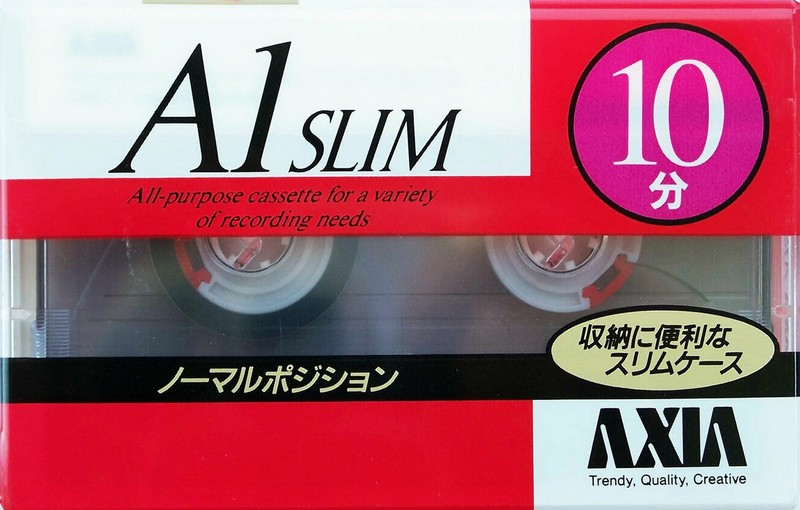 A1 SLIM
All-purpose cassette for a variety
of recording needs
10
分
収納に便利な
スリムケース
ノーマルポジション
AXIA
Trendy, Quality, Creative